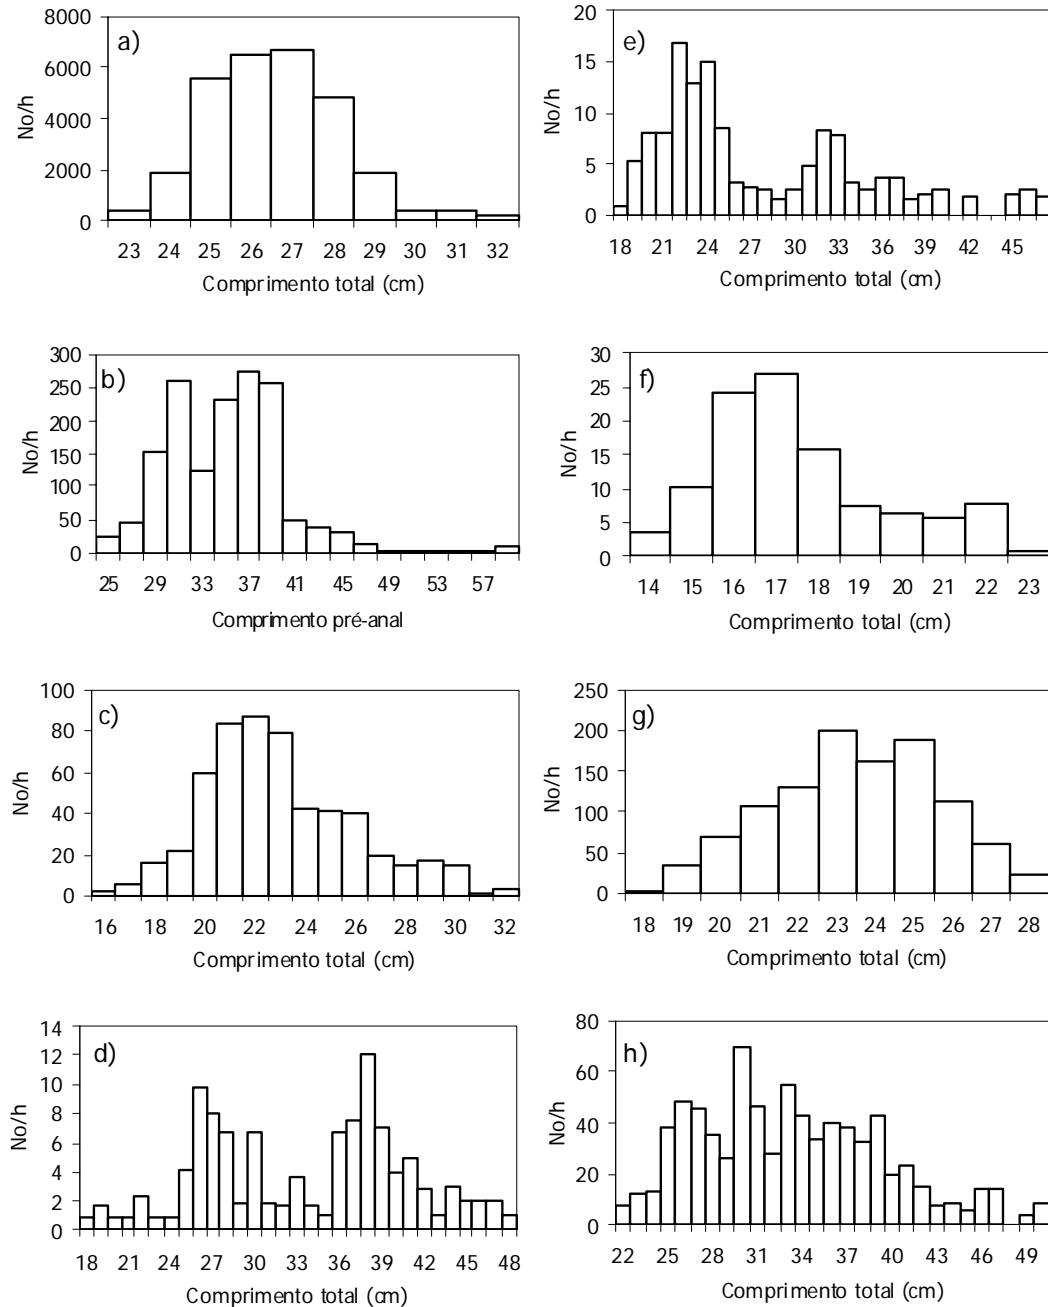 a)
8000
6000
4000
2000
0
No/h
23 24 25 26 27 28 29 30 31 32
Comprimento total (cm)
b)
300
250
200
150
100
50
0
No/h
25 29 33 37 41 45 49 53 57
Comprimento pré-anal
c)
100
80
60
40
20
0
No/h
16 18 20 22 24 26 28 30 32
Comprimento total (cm)
d)
14
12
10
8
6
4
2
0
No/h
18 21 24 27 30 33 36 39 42 45 48
Comprimento total (cm)
e)
20
15
10
5
0
No/h
18 21 24 27 30 33 36 39 42 45
Comprimento total (cm)
f)
30
25
20
15
10
5
0
No/h
14 15 16 17 18 19 20 21 22 23
Comprimento total (cm)
g)
250
200
150
100
50
0
No/h
18 19 20 21 22 23 24 25 26 27 28
Comprimento total (cm)
h)
80
60
40
20
0
No/h
22 25 28 31 34 37 40 43 46 49
Comprimento total (cm)